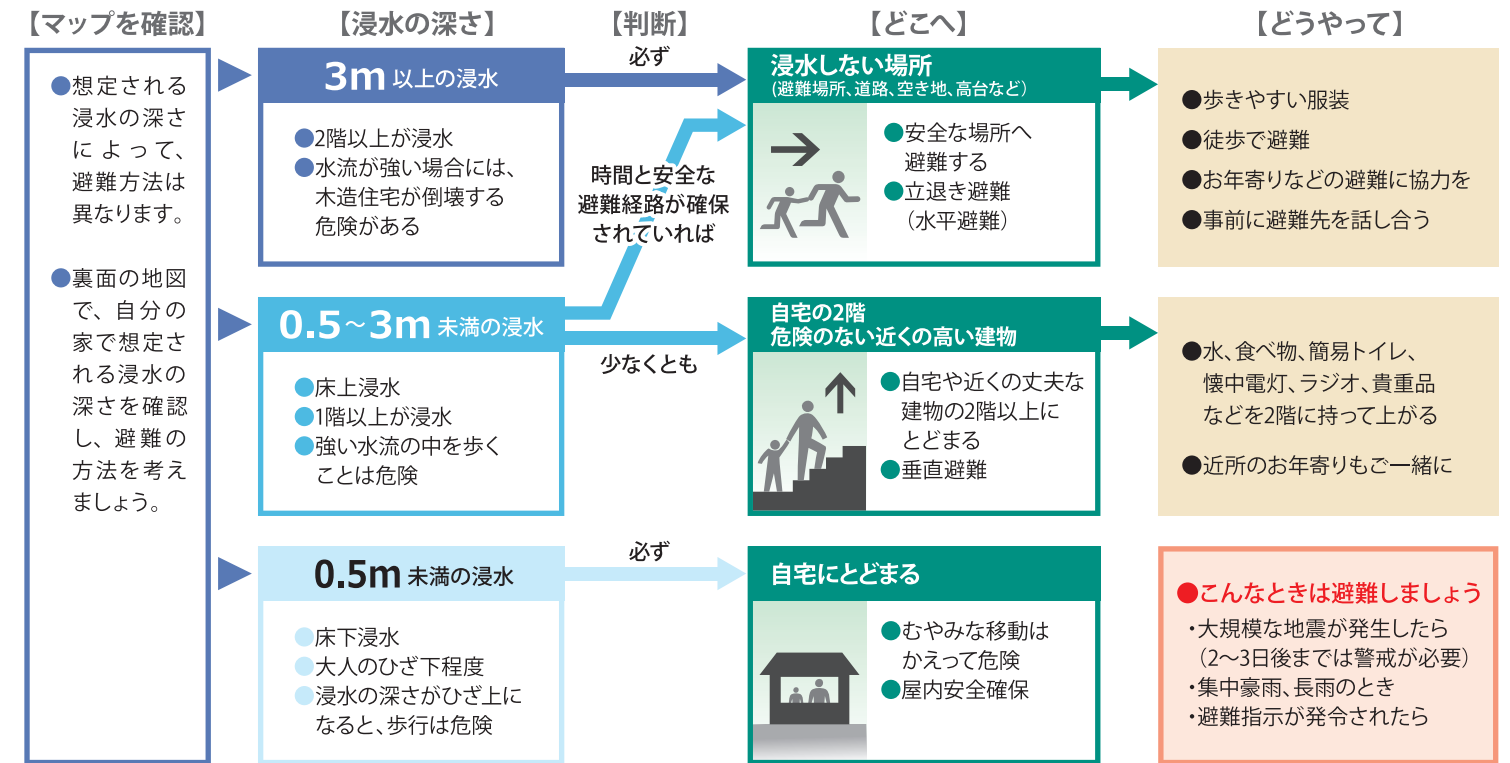 【マップを確認】
●想定される
浸水の深さ
によって、
避難方法は
異なります。
●裏面の地図
で、自分の
家で想定さ
れる浸水の
深さを確認
し、避難の
方法を考え
ましょう。
【浸水の深さ】
3m 以上の浸水
●2階以上が浸水
●水流が強い場合には、
木造住宅が倒壊する
危険がある
0.5～3m 未満の浸水
●床上浸水
●1階以上が浸水
●強い水流の中を歩く
ことは危険
0.5m 未満の浸水
●床下浸水
●大人のひざ下程度
●浸水の深さがひざ上に
なると、歩行は危険
【判断】
必ず
時間と安全な
避難経路が確保
されていれば
少なくとも
必ず
【どこへ】
浸水しない場所
(避難場所、道路、空き地、高台など)
●安全な場所へ
避難する
●立退き避難
（水平避難）
自宅の2階
危険のない近くの高い建物
●自宅や近くの丈夫な
建物の2階以上に
とどまる
●垂直避難
自宅にとどまる
●むやみな移動は
かえって危険
●屋内安全確保
【どうやって】
●歩きやすい服装
●徒歩で避難
●お年寄りなどの避難に協力を
●事前に避難先を話し合う
●水、食べ物、簡易トイレ、
懐中電灯、ラジオ、貴重品
などを2階に持って上がる
●近所のお年寄りもご一緒に
●こんなときは避難しましょう
・大規模な地震が発生したら
（2～3日後までは警戒が必要）
・集中豪雨、長雨のとき
・避難指示が発令されたら